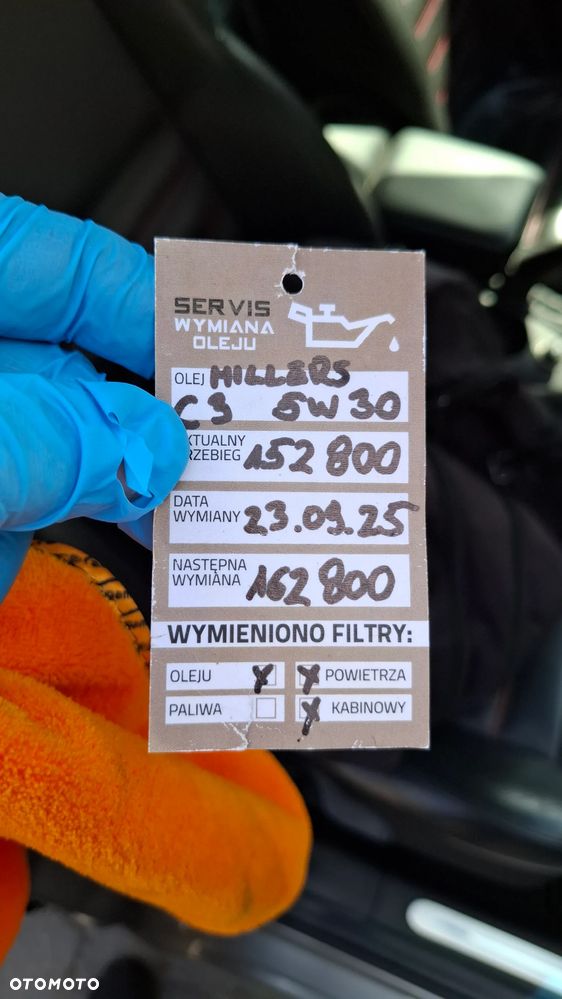 SERVIS
WYMIANA
OLEJU
OLEJ MILLERS
C3 5W30
AKTUALNY
PRZEBIEG 152 800
DATA
WYMIANY 23.09.25
NASTĘPNA
WYMIANA 162 800
WYMIENIONO FILTRY:
OLEJU X X POWIETRZA
PALIWA X KABINOWY
OTOMOTO